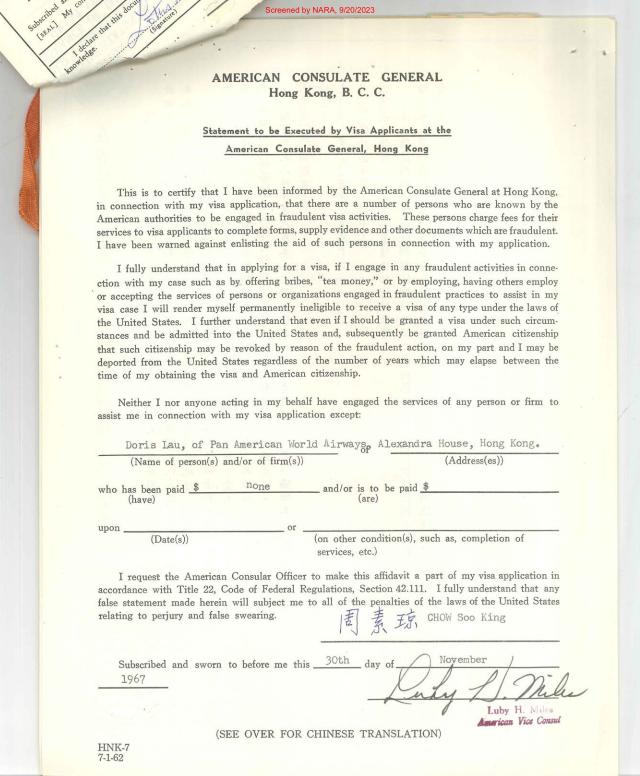 Screened by NARA, 9/20/2023
Subscribed a
[SEAL] My co
I declare that this docu
knowledge.
(Signature)
AMERICAN CONSULATE GENERAL
Hong Kong, B. C. C.
Statement to be Executed by Visa Applicants at the
American Consulate General, Hong Kong
This is to certify that I have been informed by the American Consulate General at Hong Kong,
in connection with my visa application, that there are a number of persons who are known by the
American authorities to be engaged in fraudulent visa activities. These persons charge fees for their
services to visa applicants to complete forms, supply evidence and other documents which are fraudulent.
I have been warned against enlisting the aid of such persons in connection with my application.
I fully understand that in applying for a visa, if I engage in any fraudulent activities in conne-
ction with my case such as by offering bribes, "tea money," or by employing, having others employ
or accepting the services of persons or organizations engaged in fraudulent practices to assist in my
visa case I will render myself permanently ineligible to receive a visa of any type under the laws of
the United States. I further understand that even if I should be granted a visa under such circum-
stances and be admitted into the United States and, subsequently be granted American citizenship
that such citizenship may be revoked by reason of the fraudulent action, on my part and I may be
deported from the United States regardless of the number of years which may elapse between the
time of my obtaining the visa and American citizenship.
Neither I nor anyone acting in my behalf have engaged the services of any person or firm to
assist me in connection with my visa application except:
Doris Lau, of Pan American World Airways, of Alexandra House, Hong Kong.
(Name of person(s) and/or of firm(s)) (Address(es))
who has been paid $ none and/or is to be paid $
(have) (are)
upon or
(Date(s)) (on other condition(s), such as, completion of
services, etc.)
I request the American Consular Officer to make this affidavit a part of my visa application in
accordance with Title 22, Code of Federal Regulations, Section 42.111. I fully understand that any
false statement made herein will subject me to all of the penalties of the laws of the United States
relating to perjury and false swearing.
周素琼 CHOW Soo King
Subscribed and sworn to before me this 30th day of November
1967
Luby H. Miles
Luby H. Miles
American Vice Consul
(SEE OVER FOR CHINESE TRANSLATION)
HNK-7
7-1-62